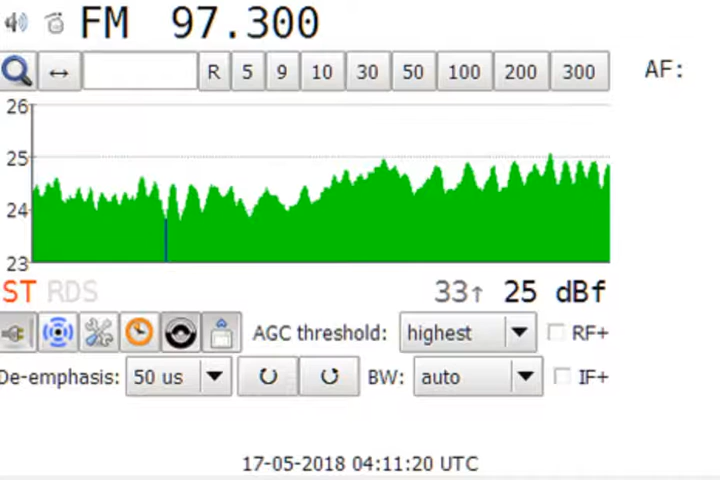 FM 97.300
↔ R 5 9 10 30 50 100 200 300 AF:
26
25
24
23
ST RDS 33↑ 25 dBf
AGC threshold: highest RF+
De-emphasis: 50 us BW: auto IF+
17-05-2018 04:11:20 UTC